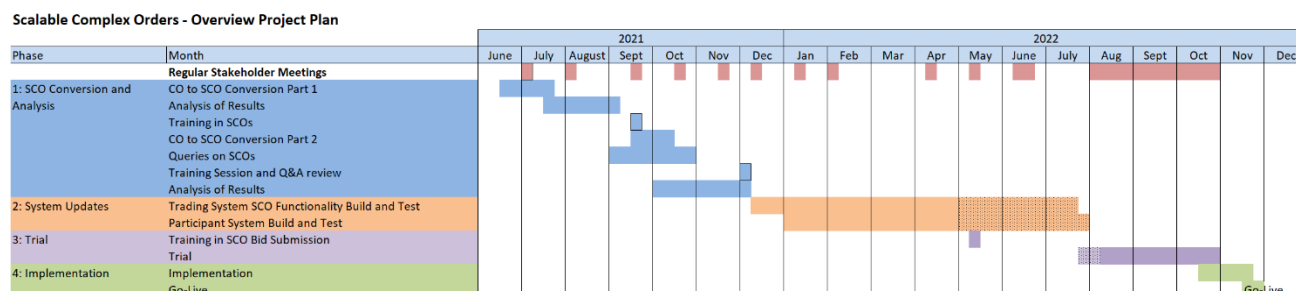 Scalable Complex Orders - Overview Project Plan
2021 2022
Phase Month June July August Sept Oct Nov Dec Jan Feb Mar Apr May June July Aug Sept Oct Nov Dec
Regular Stakeholder Meetings
1: SCO Conversion and CO to SCO Conversion Part 1
Analysis Analysis of Results
Training in SCOs
CO to SCO Conversion Part 2
Queries on SCOs
Training Session and Q&A review
Analysis of Results
2: System Updates Trading System SCO Functionality Build and Test
Participant System Build and Test
3: Trial Training in SCO Bid Submission
Trial
4: Implementation Implementation
Go-Live Go-Live